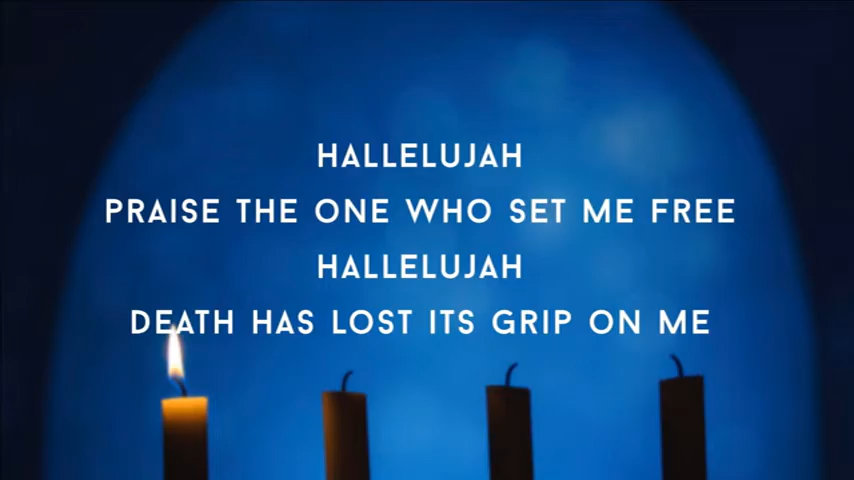 HALLELUJAH
PRAISE THE ONE WHO SET ME FREE
HALLELUJAH
DEATH HAS LOST ITS GRIP ON ME